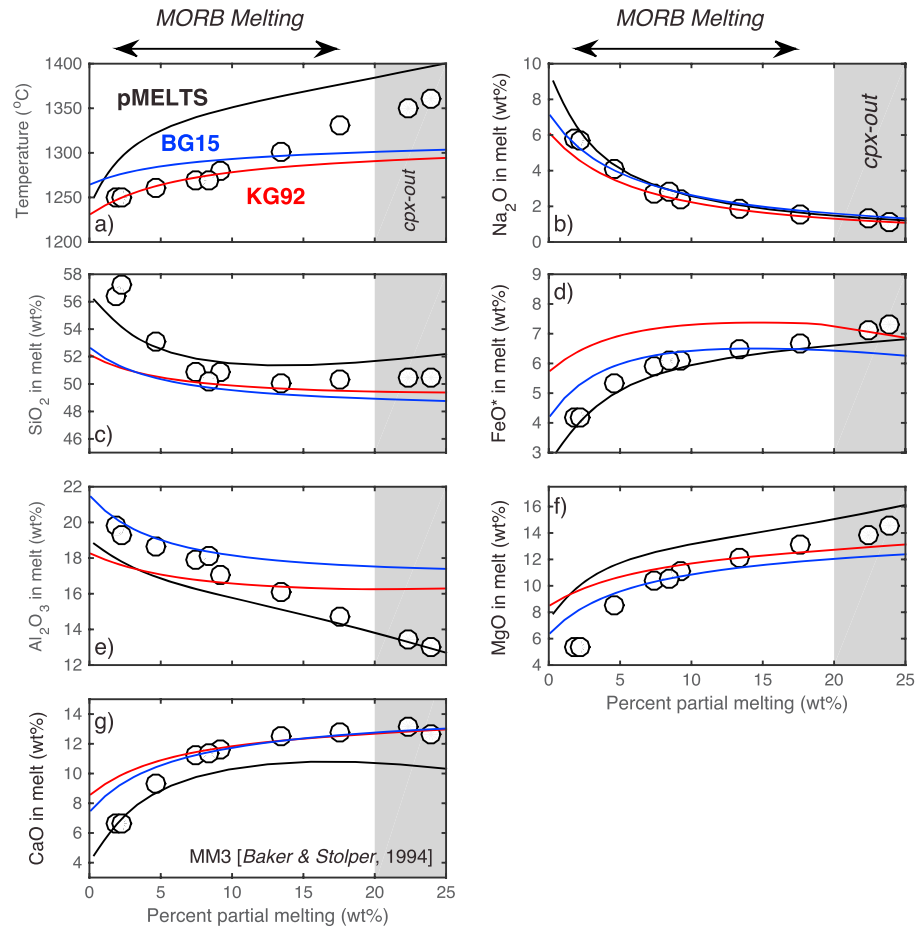 MORB Melting
MORB Melting
1400
1350
1300
1250
1200
Temperature (°C)
pMELTS
BG15
KG92
cpx-out
a)
10
8
6
4
2
0
Na2O in melt (wt%)
cpx-out
b)
58
56
54
52
50
48
46
SiO2 in melt (wt%)
c)
9
8
7
6
5
4
3
FeO* in melt (wt%)
d)
22
20
18
16
14
12
Al2O3 in melt (wt%)
e)
16
14
12
10
8
6
4
MgO in melt (wt%)
f)
0 5 10 15 20 25
Percent partial melting (wt%)
14
12
10
8
6
4
CaO in melt (wt%)
g)
MM3 [Baker & Stolper, 1994]
0 5 10 15 20 25
Percent partial melting (wt%)